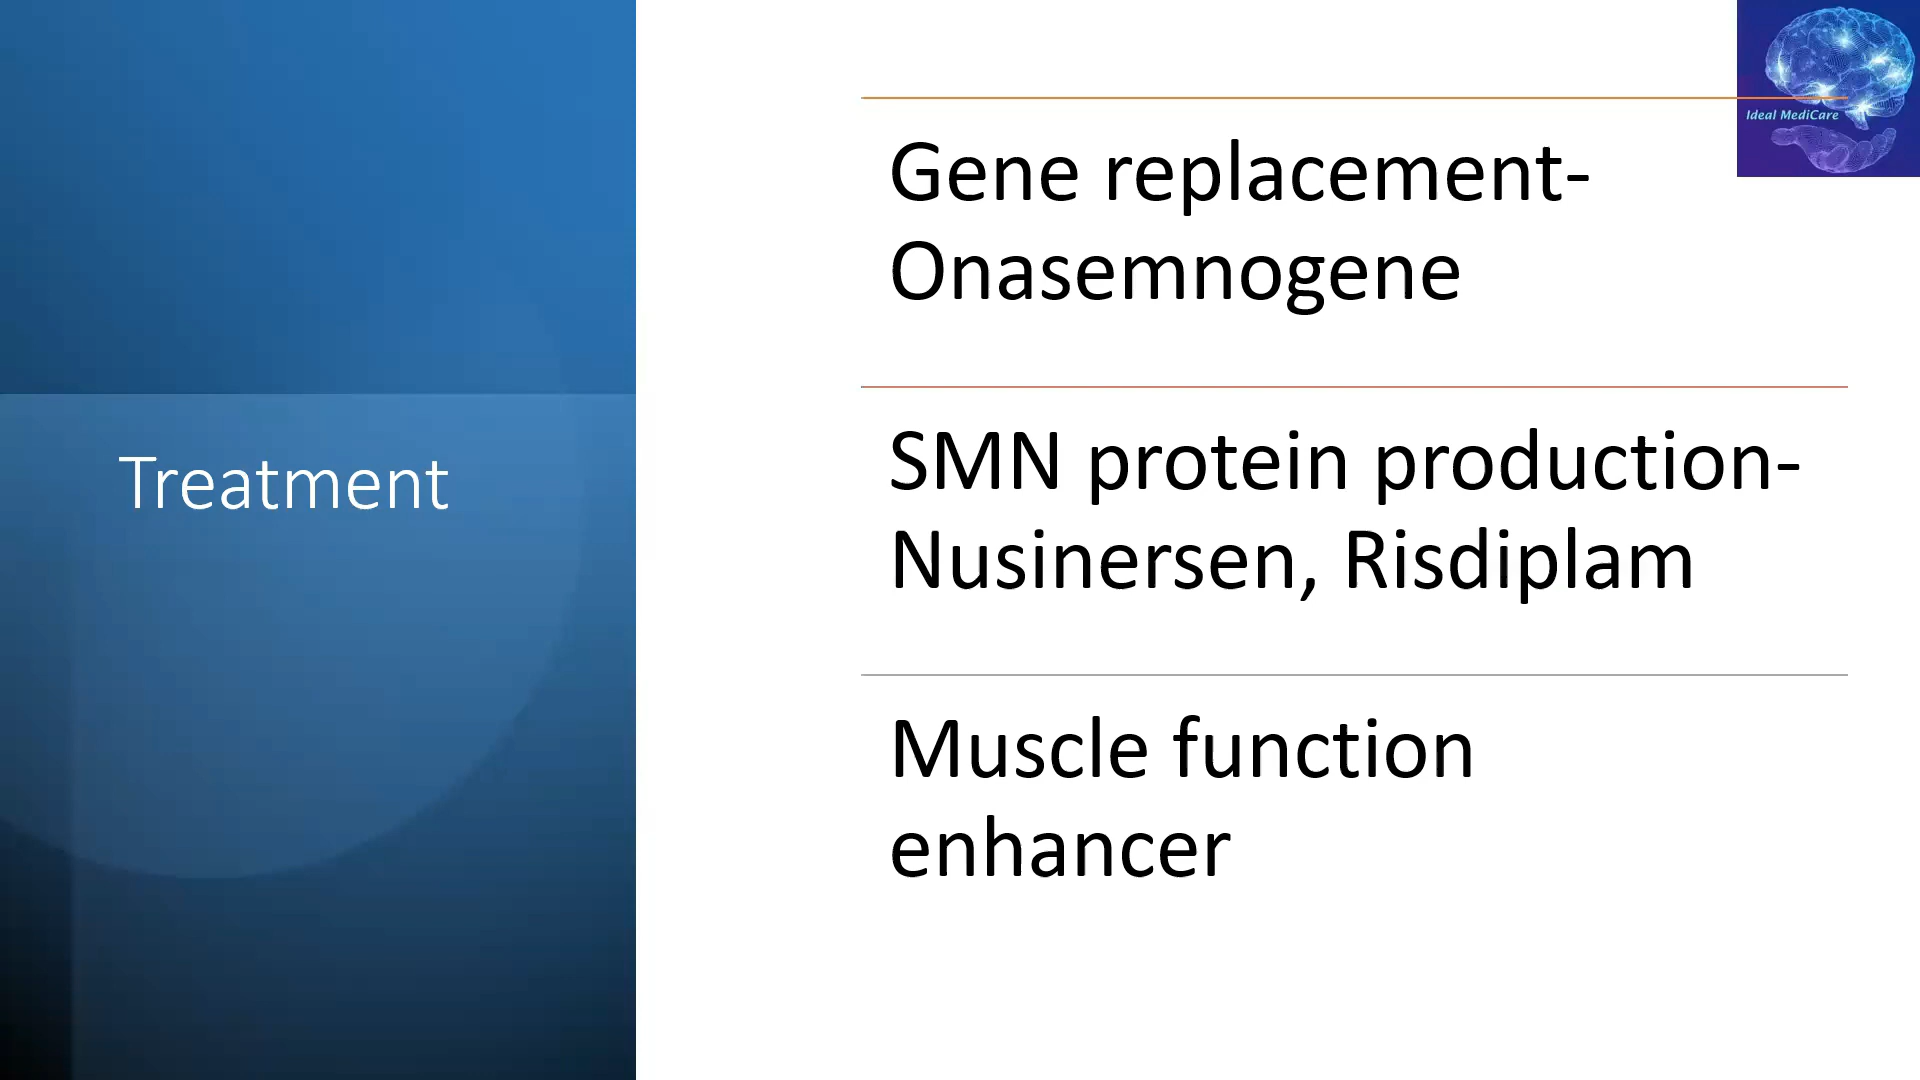 Ideal MediCare
Gene replacement-
Onasemnogene
SMN protein production-
Nusinersen, Risdiplam
Treatment
Muscle function
enhancer